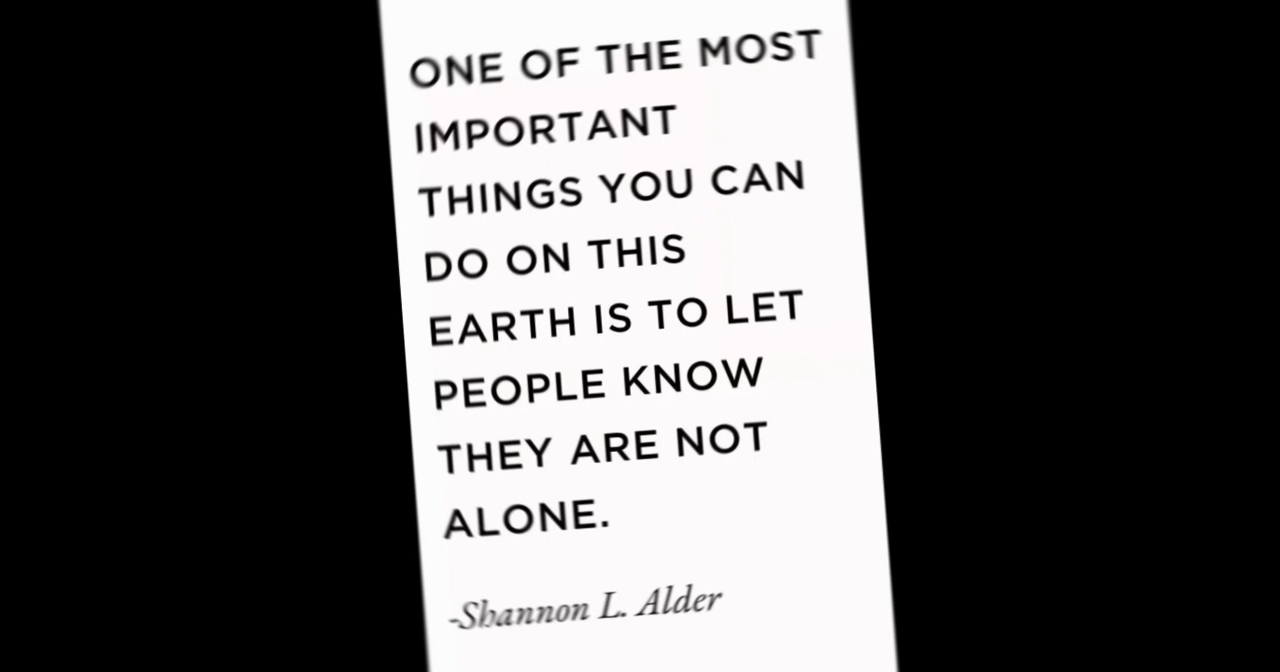 ONE OF THE MOST
IMPORTANT
THINGS YOU CAN
DO ON THIS
EARTH IS TO LET
PEOPLE KNOW
THEY ARE NOT
ALONE.
-Shannon L. Alder